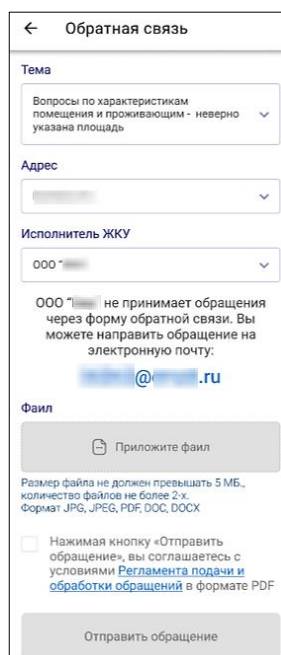 Обратная связь
Тема
Вопросы по характеристикам
помещения и проживающим - неверно
указана площадь
Адрес
Исполнитель ЖКУ
ООО "
ООО " не принимает обращения
через форму обратной связи. Вы
можете направить обращение на
электронную почту:
@ .ru
Фаил
Приложите фаил
Размер файла не должен превышать 5 МБ.,
количество файлов не более 2-х.
Формат JPG, JPEG, PDF, DOC, DOCX
Нажимая кнопку «Отправить
обращение», вы соглашаетесь с
условиями Регламента подачи и
обработки обращений в формате PDF
Отправить обращение